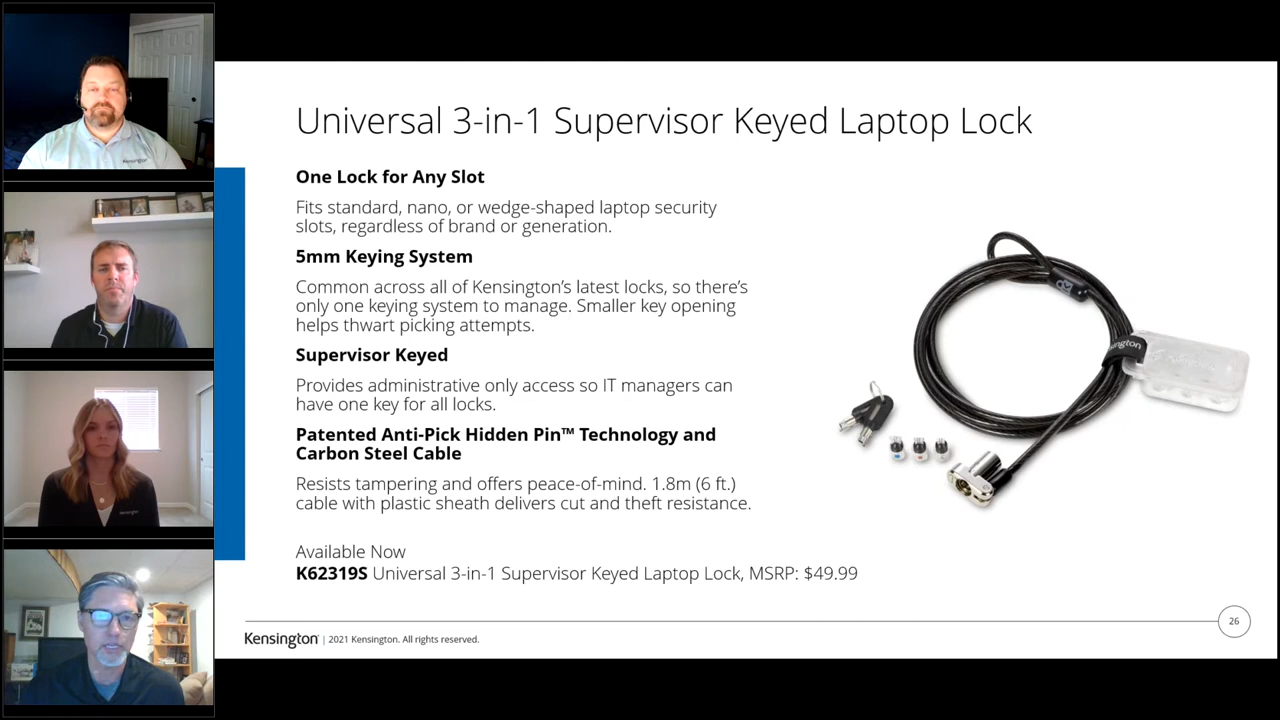 Universal 3-in-1 Supervisor Keyed Laptop Lock
One Lock for Any Slot
Fits standard, nano, or wedge-shaped laptop security
slots, regardless of brand or generation.
5mm Keying System
Common across all of Kensington’s latest locks, so there’s
only one keying system to manage. Smaller key opening
helps thwart picking attempts.
Supervisor Keyed
Provides administrative only access so IT managers can
have one key for all locks.
Patented Anti-Pick Hidden Pin™ Technology and
Carbon Steel Cable
Resists tampering and offers peace-of-mind. 1.8m (6 ft.)
cable with plastic sheath delivers cut and theft resistance.
Available Now
K62319S Universal 3-in-1 Supervisor Keyed Laptop Lock, MSRP: $49.99
Kensington | 2021 Kensington. All rights reserved.
26
Kensington
Kensington